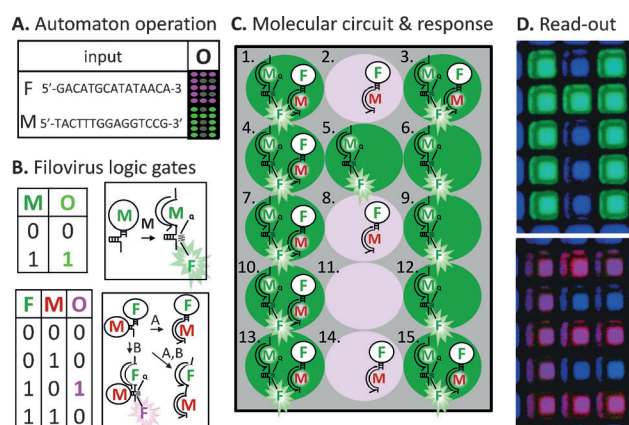 A. Automaton operation
input O
F 5'-GACATGCATATAACA-3
M 5'-TACTTTGGAGGTCCG-3'
B. Filovirus logic gates
M O
0 0
1 1
M M M F
F M O
0 0 0
0 1 0
1 0 1
1 1 0
F A F
M M
B A,B
F F
M M
F
C. Molecular circuit & response
1. 2. 3.
M F F M F
M M M
F F
4. 5. 6.
M F M M
M
F F F
7. 8. 9.
M F F M
M M
F F
10. 11. 12.
M F M
M
F F
13. 14. 15.
M F F M F
M M M
F F
D. Read-out